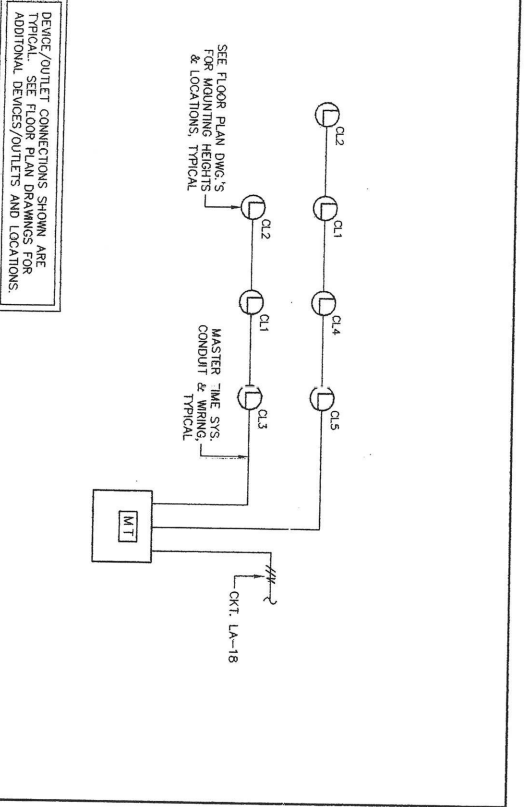 CL2
CL1
CL4
CL5
SEE FLOOR PLAN DWG.'S
FOR MOUNTING HEIGHTS
& LOCATIONS, TYPICAL
CL2
CL1
CL3
MASTER TIME SYS.
CONDUIT & WIRING,
TYPICAL
CKT. LA-18
MT
DEVICE/OUTLET CONNECTIONS SHOWN ARE
TYPICAL. SEE FLOOR PLAN DRAWINGS FOR
ADDITONAL DEVICES/OUTLETS AND LOCATIONS.